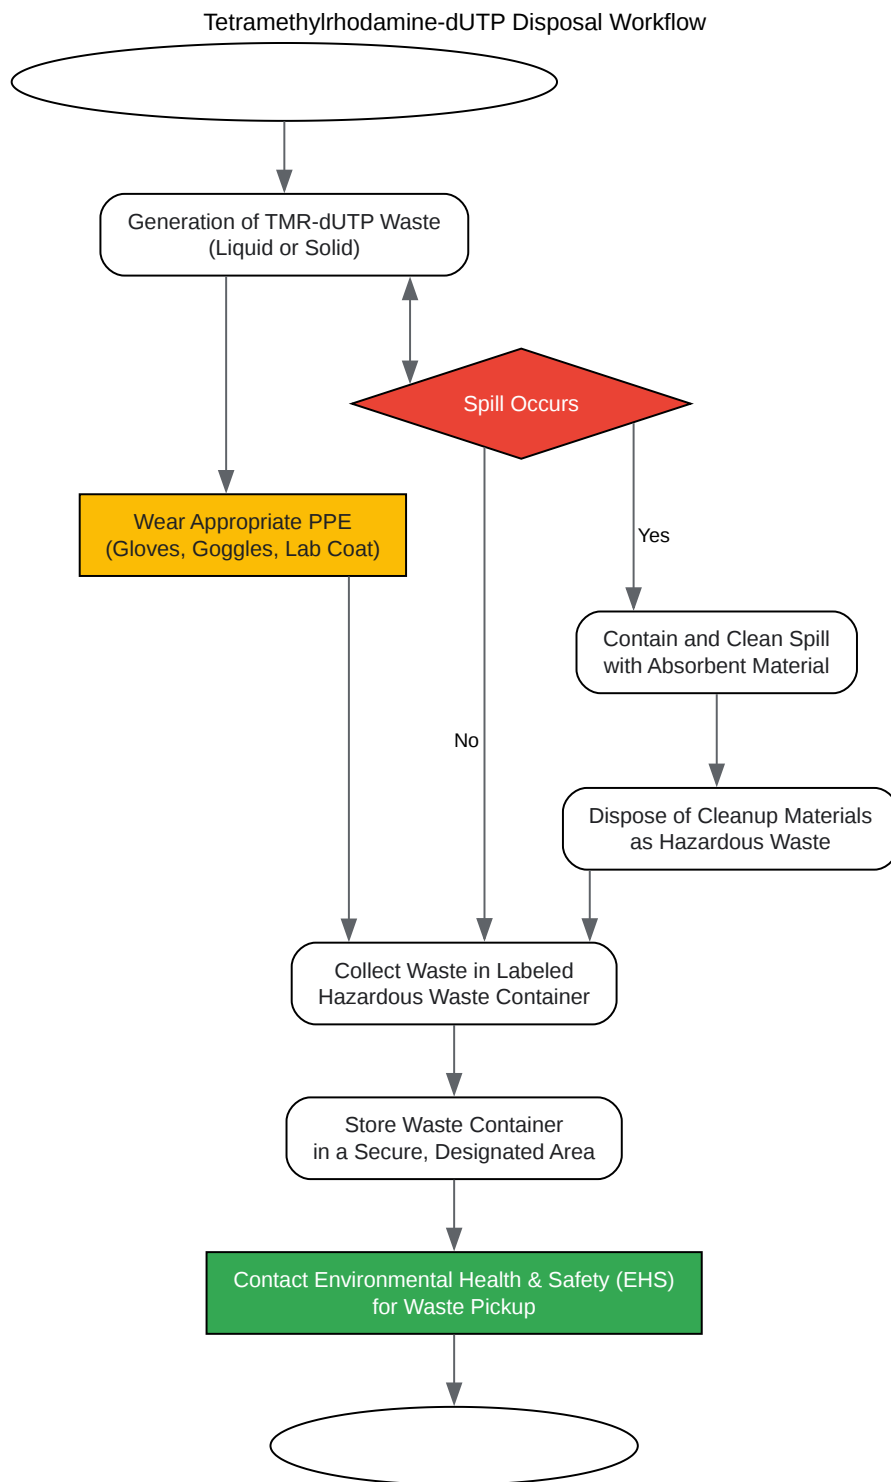 Tetramethylrhodamine-dUTP Disposal Workflow
Generation of TMR-dUTP Waste
(Liquid or Solid)
Spill Occurs
Wear Appropriate PPE
(Gloves, Goggles, Lab Coat)
Yes
Contain and Clean Spill
with Absorbent Material
No
Dispose of Cleanup Materials
as Hazardous Waste
Collect Waste in Labeled
Hazardous Waste Container
Store Waste Container
in a Secure, Designated Area
Contact Environmental Health & Safety (EHS)
for Waste Pickup